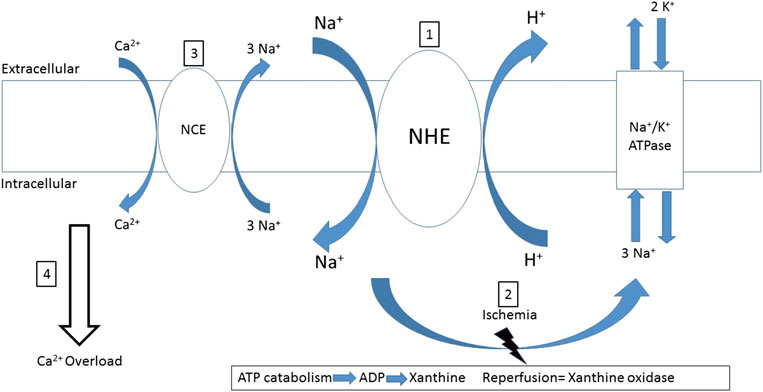 1
2 K⁺
Na⁺
H⁺
3
Ca²⁺
3 Na⁺
Extracellular
NCE
NHE
Na⁺/K⁺
ATPase
Intracellular
Ca²⁺
3 Na⁺
Na⁺
H⁺
3 Na⁺
4
2
Ischemia
Ca²⁺ Overload
ATP catabolism ADP Xanthine Reperfusion= Xanthine oxidase